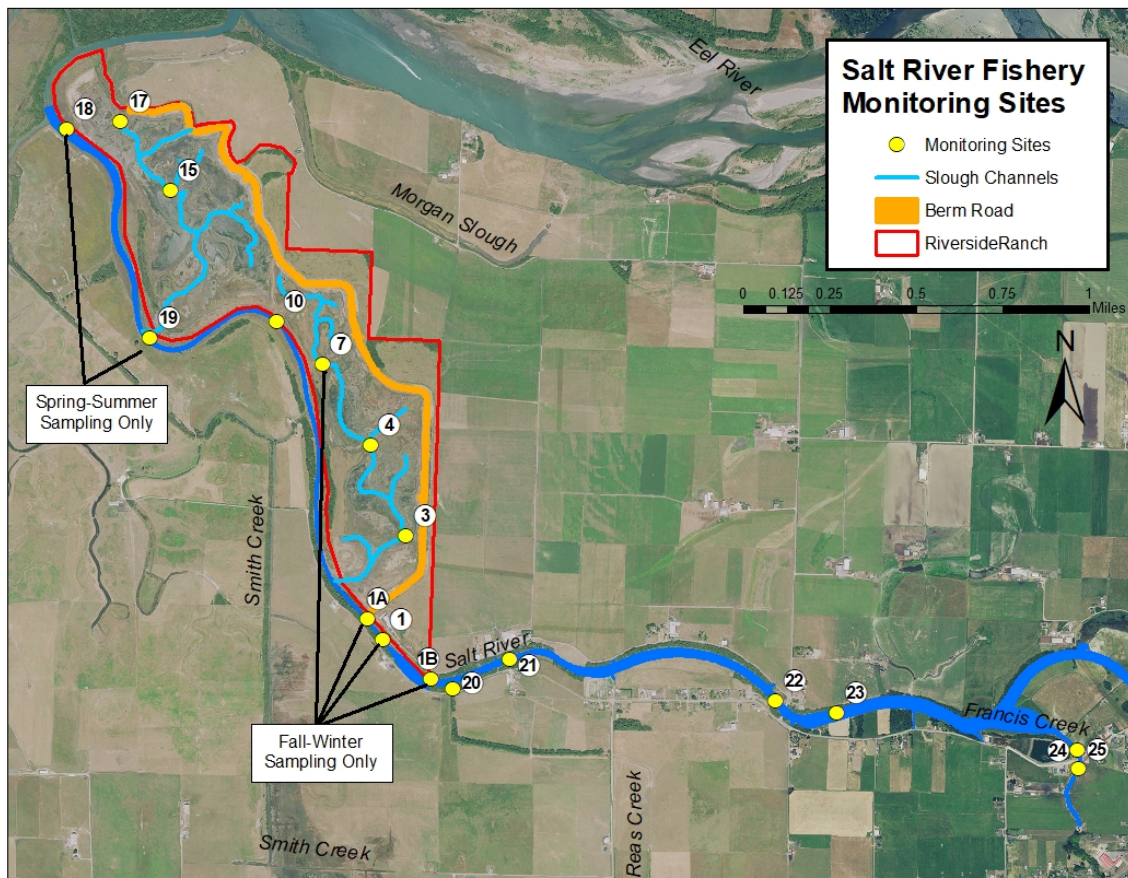 Salt River Fishery
Monitoring Sites
Monitoring Sites
Slough Channels
Berm Road
RiversideRanch
0 0.125 0.25 0.5 0.75 1
Miles
N
Eel River
Morgan Slough
18
17
15
19
10
7
4
3
1A
1
1B
20
21
22
23
24
25
Spring-Summer
Sampling Only
Fall-Winter
Sampling Only
Smith Creek
Salt River
Francis Creek
Reas Creek
Smith Creek